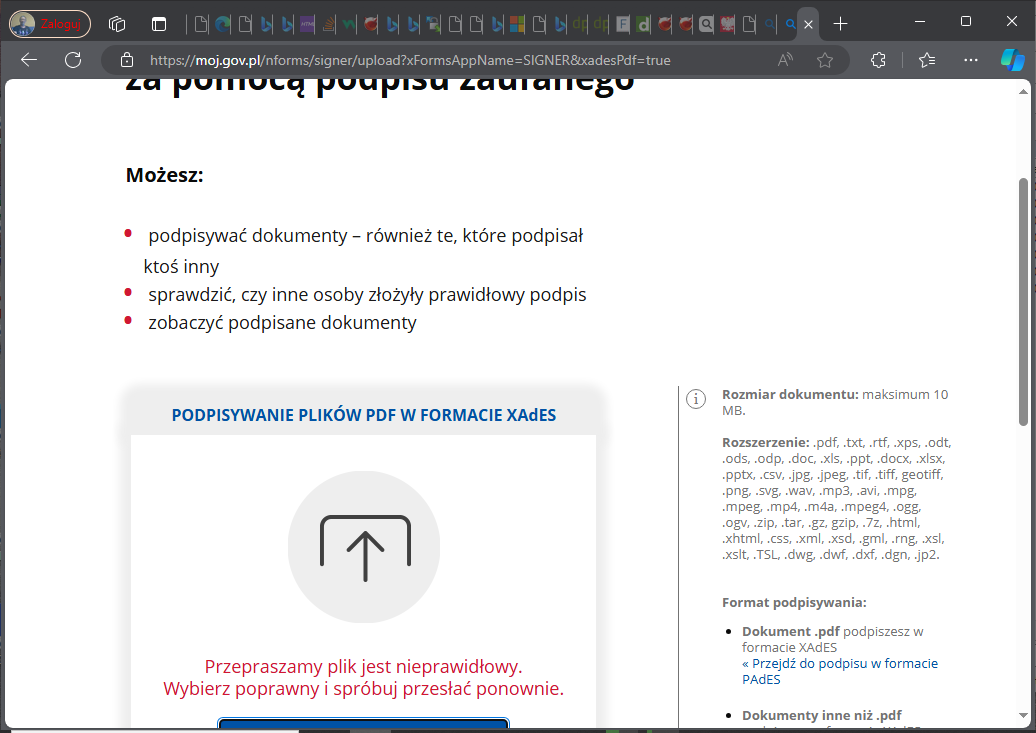 Zaloguj
https://moj.gov.pl/nforms/signer/upload?xFormsAppName=SIGNER&xadesPdf=true
za pomocą podpisu zaufanego
Możesz:
podpisywać dokumenty – również te, które podpisał
ktoś inny
sprawdzić, czy inne osoby złożyły prawidłowy podpis
zobaczyć podpisane dokumenty
PODPISYWANIE PLIKÓW PDF W FORMACIE XAdES
Przepraszamy plik jest nieprawidłowy.
Wybierz poprawny i spróbuj przesłać ponownie.
Rozmiar dokumentu: maksimum 10
MB.
Rozszerzenie: .pdf, .txt, .rtf, .xps, .odt,
.ods, .odp, .doc, .xls, .ppt, .docx, .xlsx,
.pptx, .csv, .jpg, .jpeg, .tif, .tiff, geotiff,
.png, .svg, .wav, .mp3, .avi, .mpg,
.mpeg, .mp4, .m4a, .mpeg4, .ogg,
.ogv, .zip, .tar, .gz, gzip, .7z, .html,
.xhtml, .css, .xml, .xsd, .gml, .rng, .xsl,
.xslt, .TSL, .dwg, .dwf, .dxf, .dgn, .jp2.
Format podpisywania:
Dokument .pdf podpiszesz w
formacie XAdES
« Przejdź do podpisu w formacie
PAdES
Dokumenty inne niż .pdf